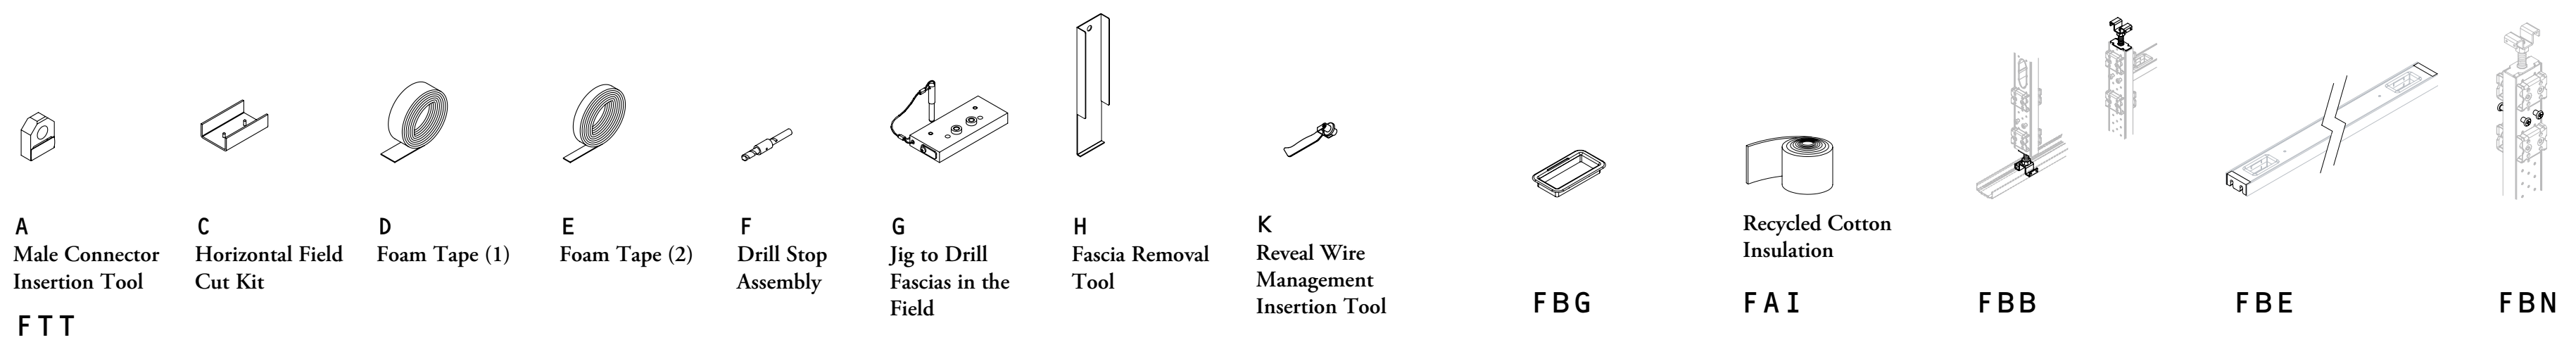 A
Male Connector
Insertion Tool
FTT
C
Horizontal Field
Cut Kit
D
Foam Tape (1)
E
Foam Tape (2)
F
Drill Stop
Assembly
G
Jig to Drill
Fascias in the
Field
H
Fascia Removal
Tool
K
Reveal Wire
Management
Insertion Tool
FBG
Recycled Cotton
Insulation
FAI
FBB
FBE
FBN